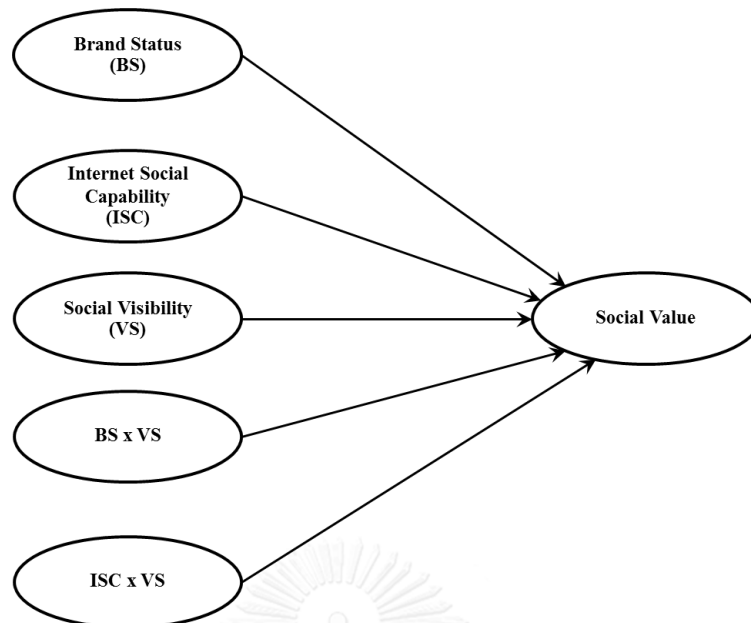 Brand Status
(BS)
Internet Social
Capability
(ISC)
Social Visibility
(VS)
Social Value
BS x VS
ISC x VS